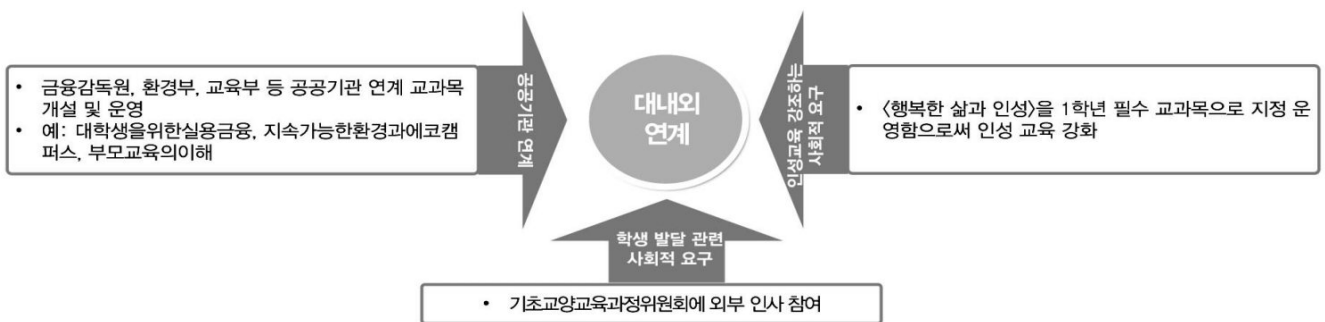 • 금융감독원, 환경부, 교육부 등 공공기관 연계 교과목
개설 및 운영
• 예: 대학생을위한실용금융, 지속가능한환경과에코캠
퍼스, 부모교육의이해
공공기관 연계
대내외
연계
인성교육 강조하는
사회적 요구
• 〈행복한 삶과 인성〉을 1학년 필수 교과목으로 지정 운
영함으로써 인성 교육 강화
학생 발달 관련
사회적 요구
• 기초교양교육과정위원회에 외부 인사 참여